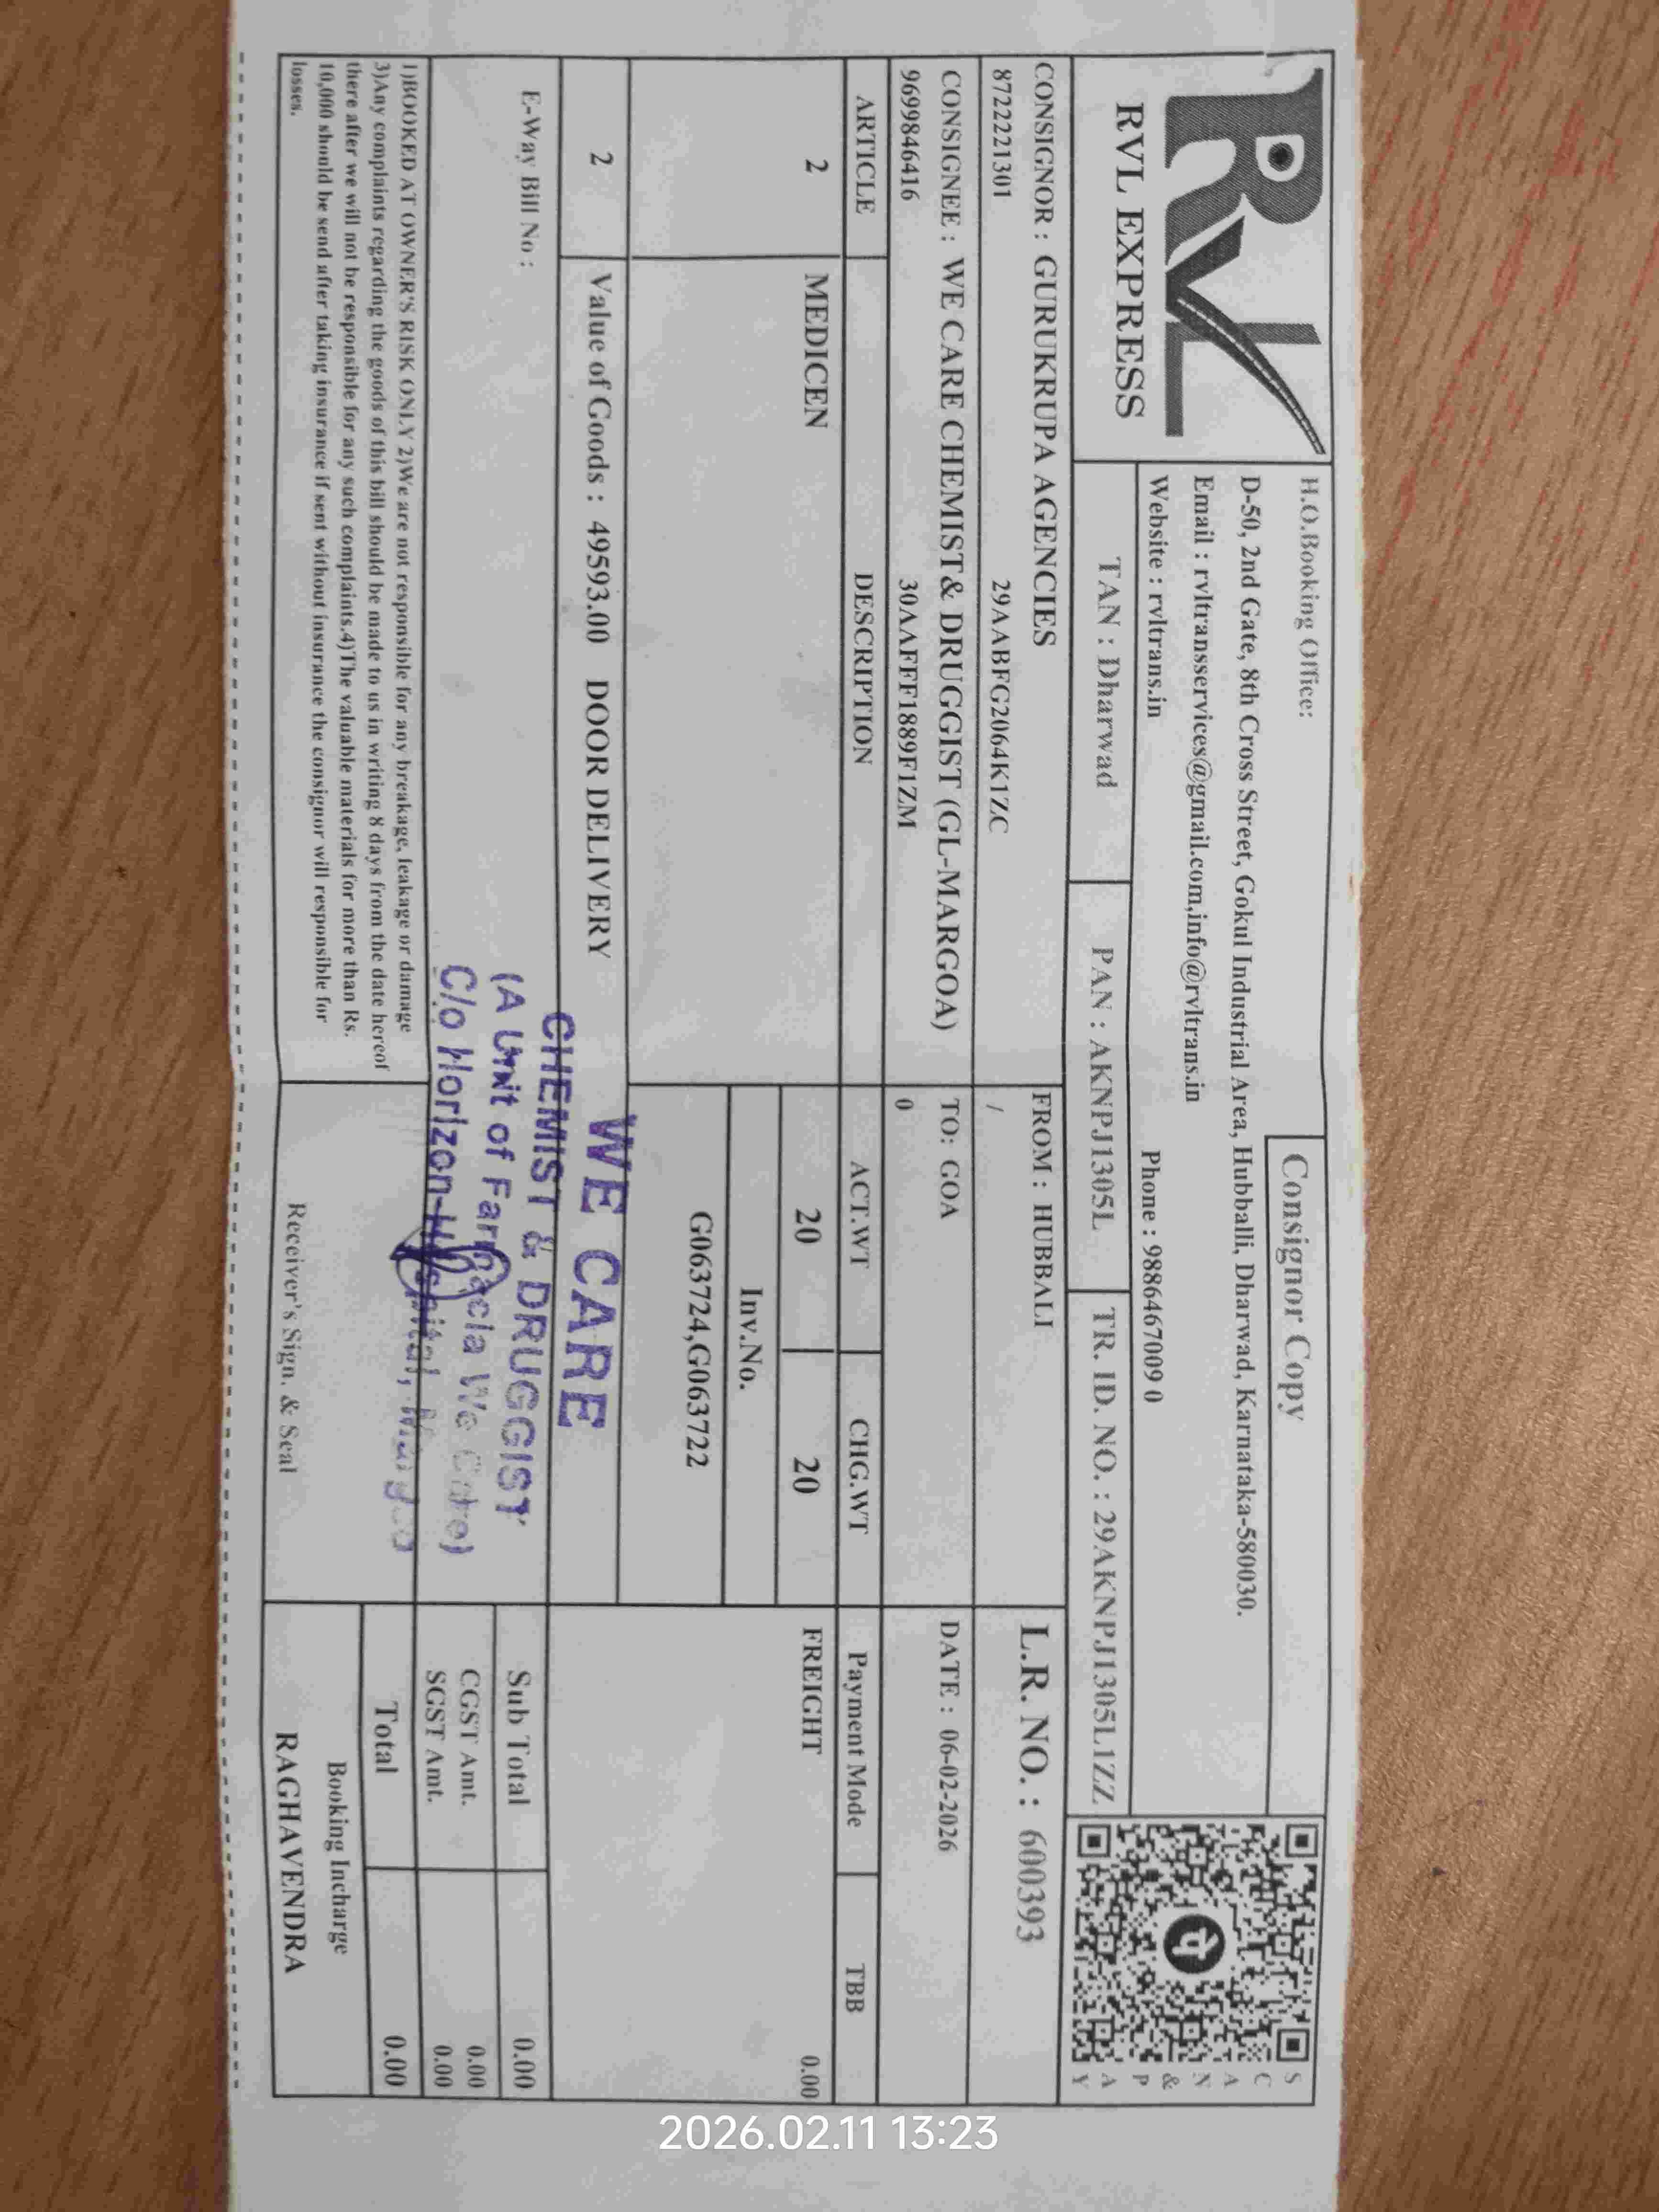 RVL
RVL EXPRESS
H.O.Booking Office:
Consignor Copy
D-50, 2nd Gate, 8th Cross Street, Gokul Industrial Area, Hubballi, Dharwad, Karnataka-580030.
Email : rvltransservices@gmail.com,info@rvltrans.in
Website : rvltrans.in Phone : 9886467009 0
SCAN & PAY
TAN : Dharwad PAN : AKNPJ1305L TR. ID. NO. : 29AKNPJ1305L1ZZ
CONSIGNOR : GURUKRUPA AGENCIES FROM : HUBBALI L.R. NO. : 600393
8722221301 29AABFG2064K1ZC /
CONSIGNEE : WE CARE CHEMIST& DRUGGIST (GL-MARGOA) TO: GOA DATE : 06-02-2026
9699846416 30AAFFF1889F1ZM 0
ARTICLE DESCRIPTION ACT.WT CHG.WT Payment Mode TBB
2 MEDICEN 20 20 FREIGHT 0.00
Inv.No.
G063724,G063722
2 Value of Goods : 49593.00 DOOR DELIVERY
E-Way Bill No :
Sub Total 0.00
CGST Amt. 0.00
SGST Amt. 0.00
Total 0.00
WE CARE
CHEMIST & DRUGGIST
(A Unit of Farmacia We Care)
C/o Horizon Hospital, Margao
1)BOOKED AT OWNER'S RISK ONLY 2)We are not responsible for any breakage, leakage or damage
3)Any complaints regarding the goods of this bill should be made to us in writing 8 days from the date hereof
there after we will not be responsible for any such complaints.4)The valuable materials for more than Rs.
10,000 should be send after taking insurance if sent without insurance the consignor will responsible for
losses.
Receiver's Sign. & Seal
Booking Incharge
RAGHAVENDRA
2026.02.11 13:23